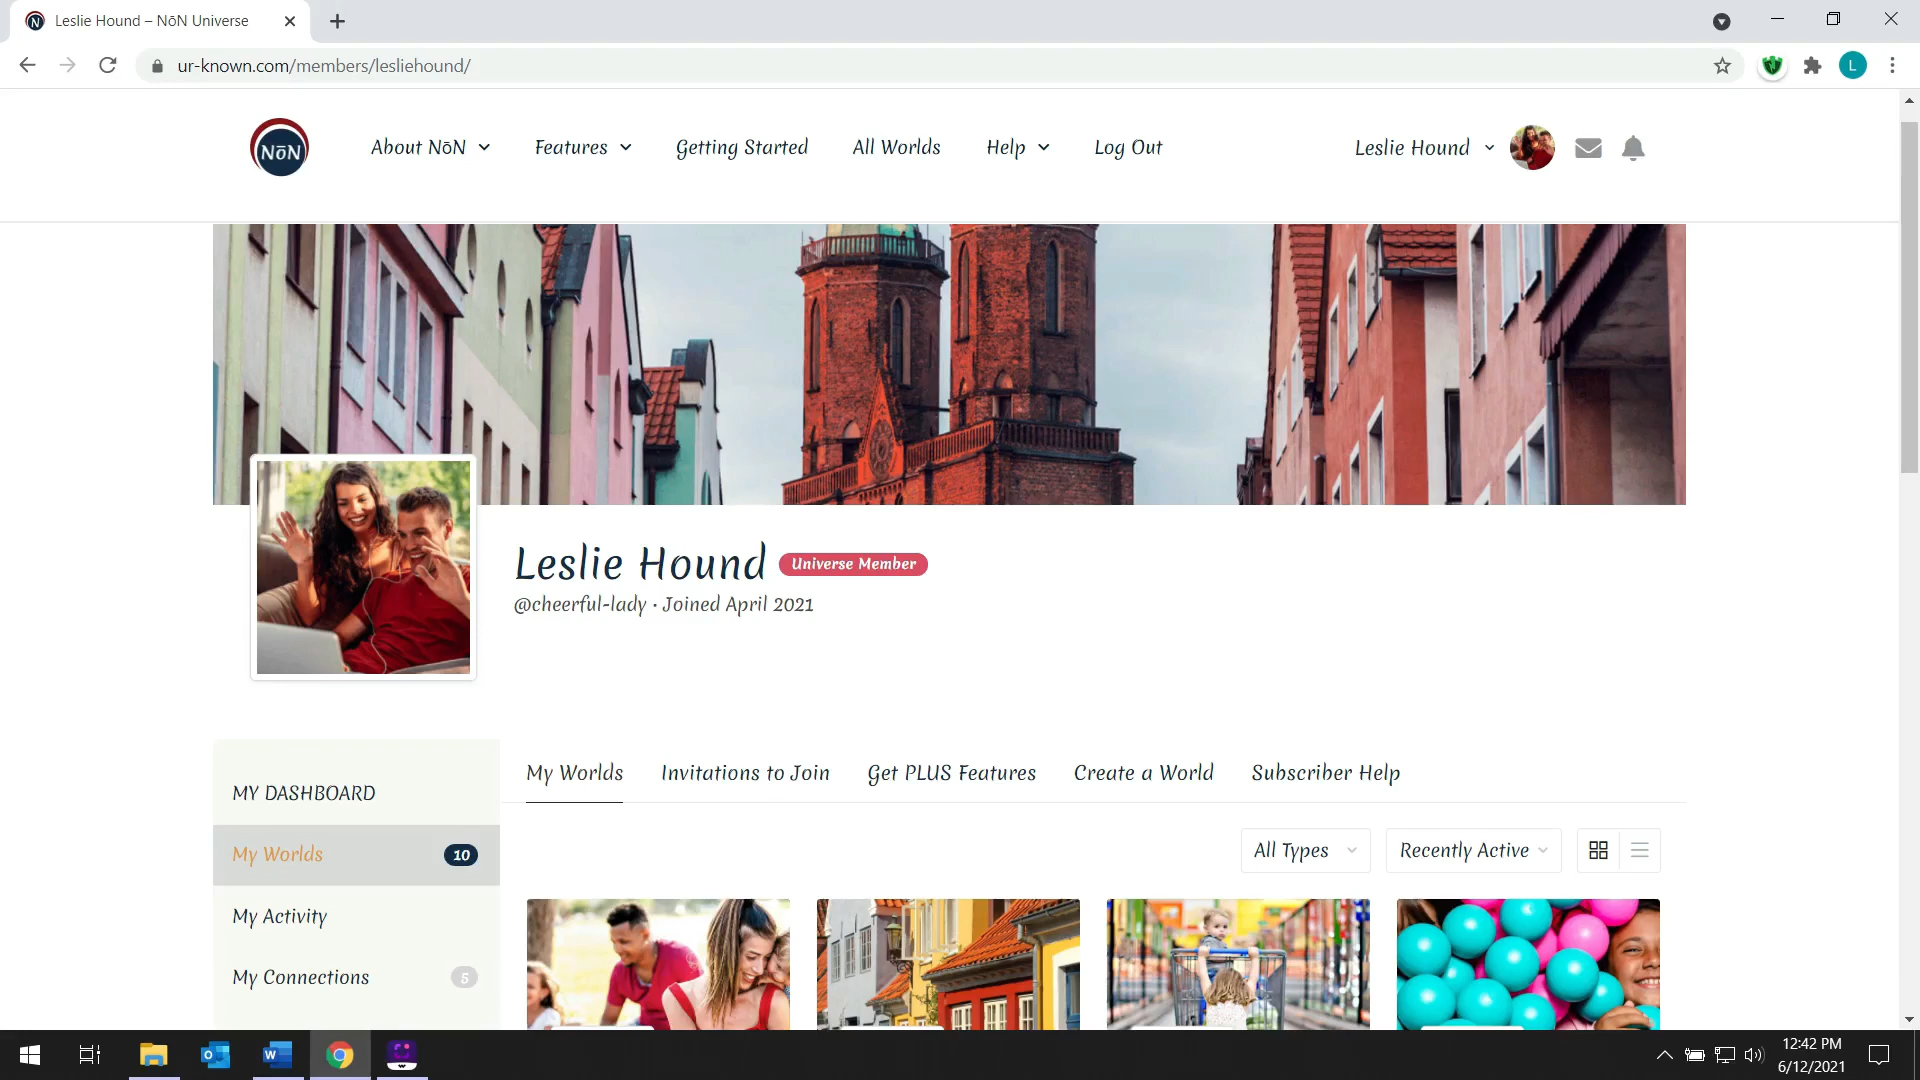 Leslie Hound – NōN Universe
ur-known.com/members/lesliehound/
L
NōN
About NōN
Features
Getting Started
All Worlds
Help
Log Out
Leslie Hound
Leslie Hound
Universe Member
@cheerful-lady · Joined April 2021
MY DASHBOARD
My Worlds 10
My Activity
My Connections 5
My Worlds
Invitations to Join
Get PLUS Features
Create a World
Subscriber Help
All Types
Recently Active
12:42 PM
6/12/2021